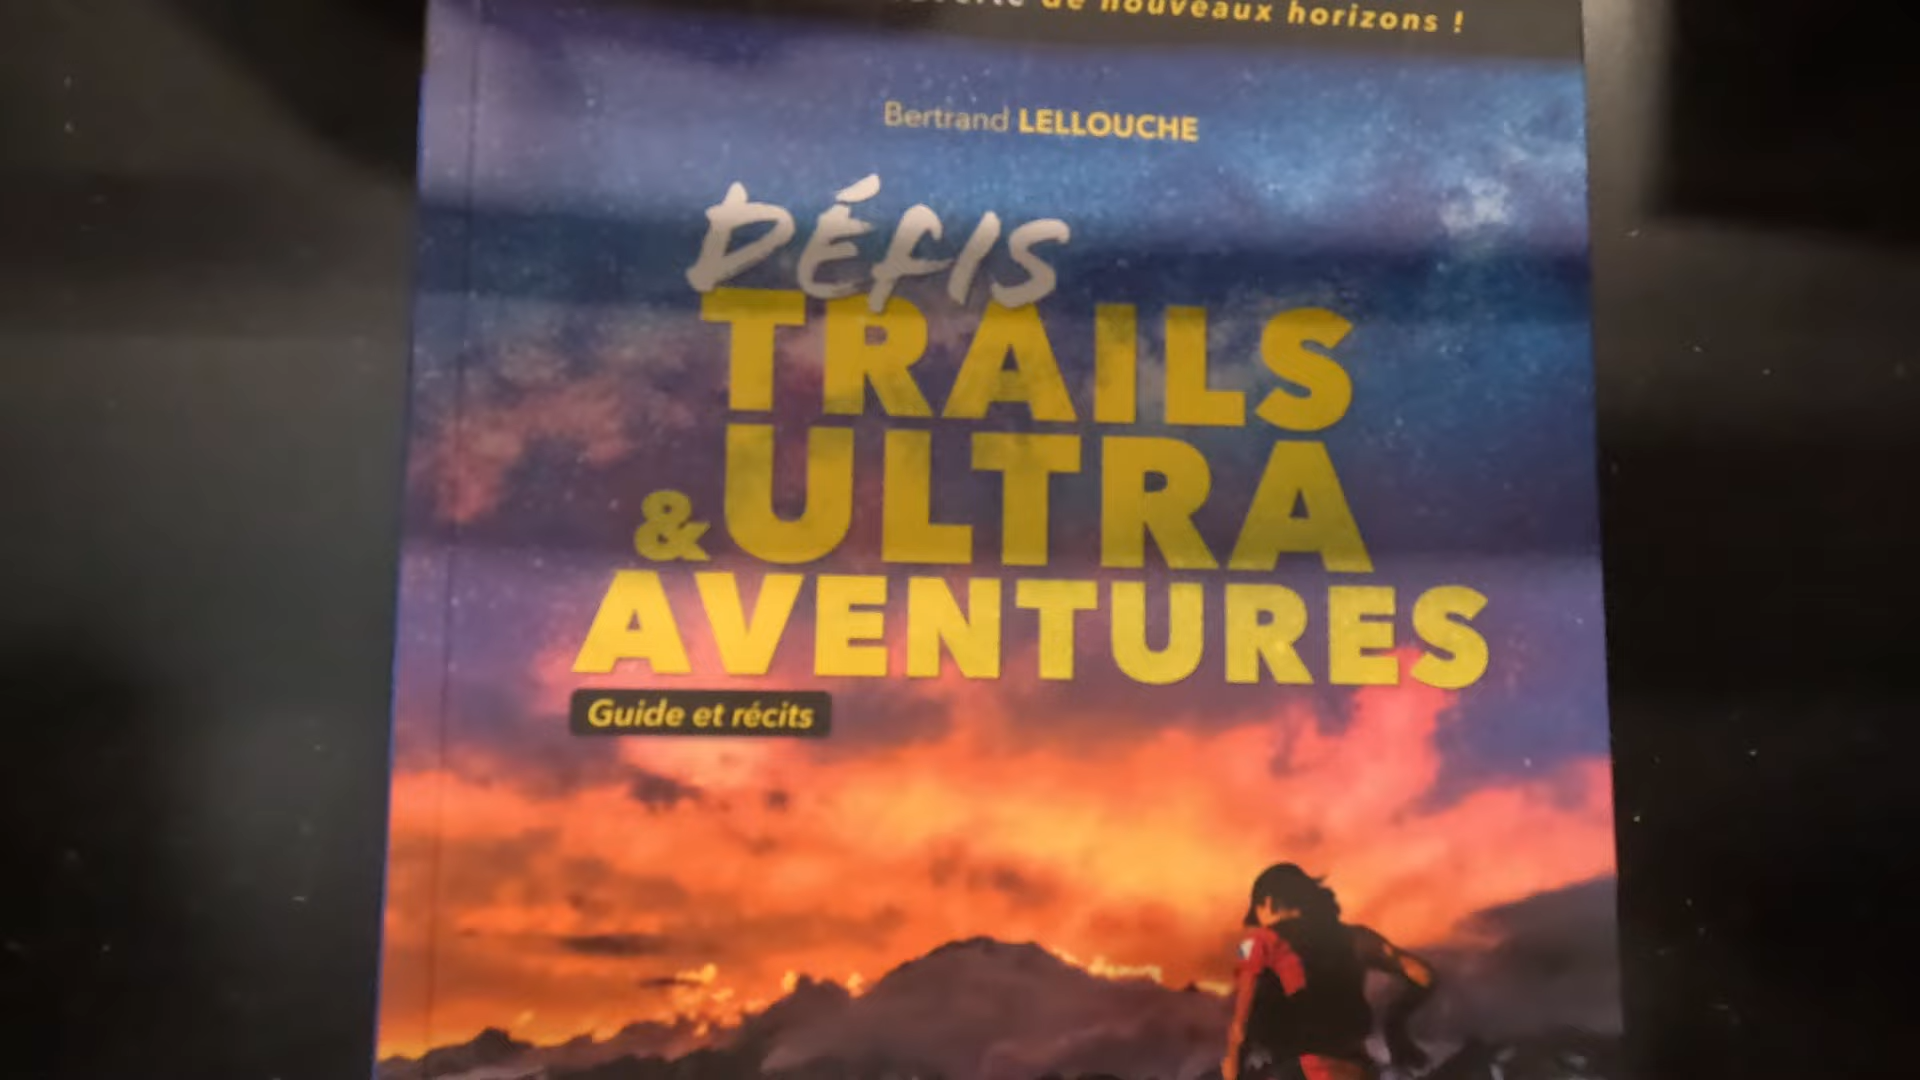 de nouveaux horizons !
Bertrand LELLOUCHE
DÉFIS
TRAILS
& ULTRA
AVENTURES
Guide et récits